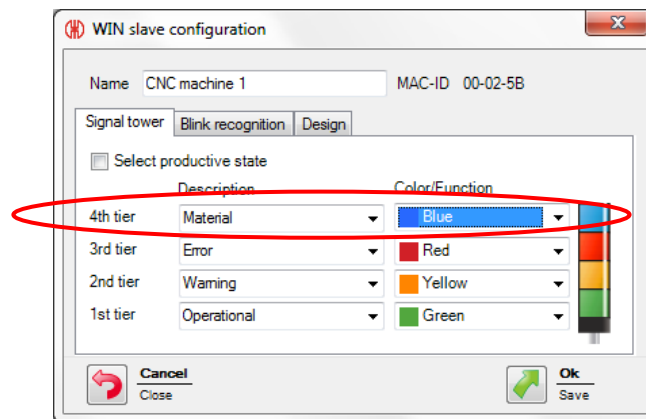 WIN slave configuration
Name CNC machine 1 MAC-ID 00-02-5B
Signal tower Blink recognition Design
Select productive state
Description Color/Function
4th tier Material Blue
3rd tier Error Red
2nd tier Warning Yellow
1st tier Operational Green
Cancel Ok
Close Save